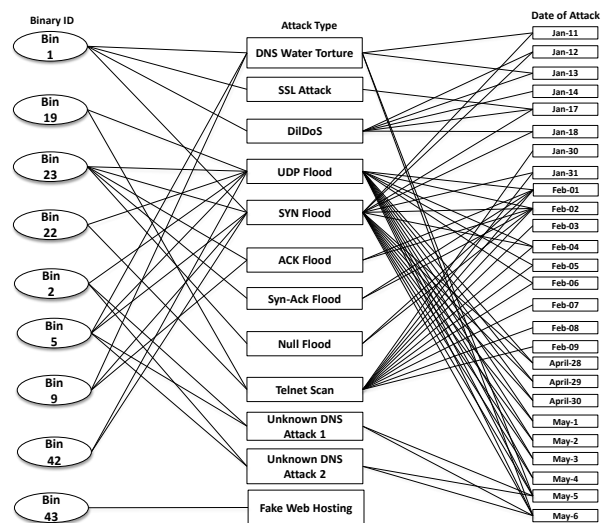 Binary ID
Attack Type
Date of Attack
Bin
1
Bin
19
Bin
23
Bin
22
Bin
2
Bin
5
Bin
9
Bin
42
Bin
43
DNS Water Torture
SSL Attack
DilDoS
UDP Flood
SYN Flood
ACK Flood
Syn-Ack Flood
Null Flood
Telnet Scan
Unknown DNS
Attack 1
Unknown DNS
Attack 2
Fake Web Hosting
Jan-11
Jan-12
Jan-13
Jan-14
Jan-17
Jan-18
Jan-30
Jan-31
Feb-01
Feb-02
Feb-03
Feb-04
Feb-05
Feb-06
Feb-07
Feb-08
Feb-09
April-28
April-29
April-30
May-1
May-2
May-3
May-4
May-5
May-6